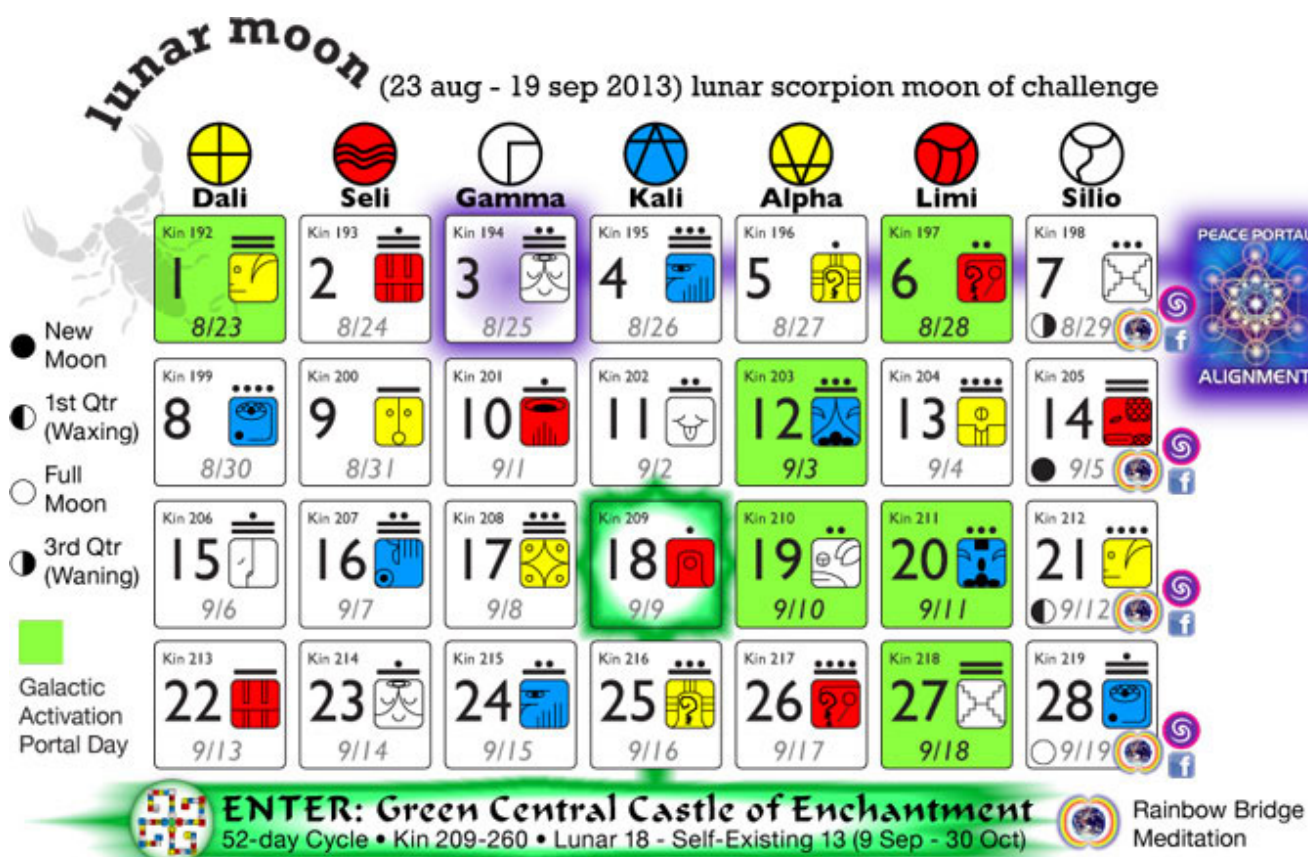 lunar moon
(23 aug - 19 sep 2013) lunar scorpion moon of challenge
Dali Seli Gamma Kali Alpha Limi Silio
Kin 192 Kin 193 Kin 194 Kin 195 Kin 196 Kin 197 Kin 198
1 2 3 4 5 6 7
8/23 8/24 8/25 8/26 8/27 8/28 8/29
PEACE PORTAL
ALIGNMENT
f
New
Moon
1st Qtr
(Waxing)
Full
Moon
3rd Qtr
(Waning)
Kin 199 Kin 200 Kin 201 Kin 202 Kin 203 Kin 204 Kin 205
8 9 10 11 12 13 14
8/30 8/31 9/1 9/2 9/3 9/4 9/5
f
Kin 206 Kin 207 Kin 208 Kin 209 Kin 210 Kin 211 Kin 212
15 16 17 18 19 20 21
9/6 9/7 9/8 9/9 9/10 9/11 9/12
f
Galactic
Activation
Portal Day
Kin 213 Kin 214 Kin 215 Kin 216 Kin 217 Kin 218 Kin 219
22 23 24 25 26 27 28
9/13 9/14 9/15 9/16 9/17 9/18 9/19
f
ENTER: Green Central Castle of Enchantment
52-day Cycle • Kin 209-260 • Lunar 18 - Self-Existing 13 (9 Sep - 30 Oct)
Rainbow Bridge
Meditation